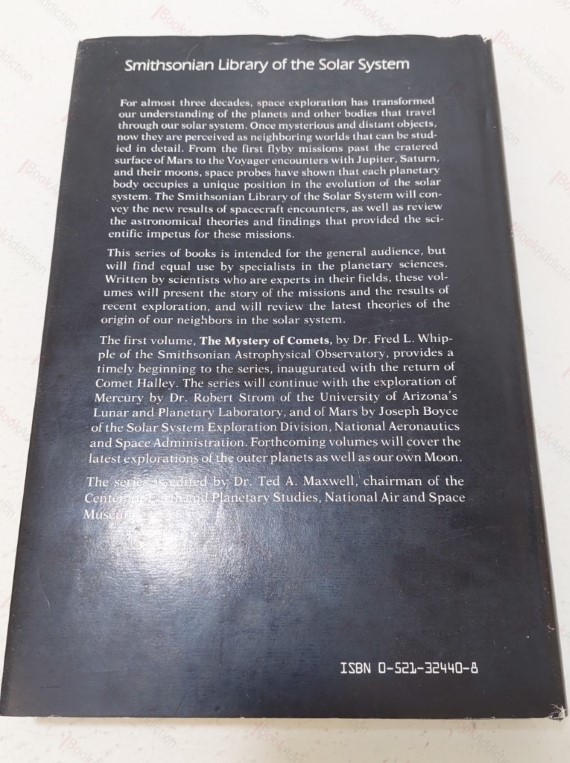 Smithsonian Library of the Solar System
For almost three decades, space exploration has transformed
our understanding of the planets and other bodies that travel
through our solar system. Once mysterious and distant objects,
now they are perceived as neighboring worlds that can be stud-
ied in detail. From the first flyby missions past the cratered
surface of Mars to the Voyager encounters with Jupiter, Saturn,
and their moons, space probes have shown that each planetary
body occupies a unique position in the evolution of the solar
system. The Smithsonian Library of the Solar System will con-
vey the new results of spacecraft encounters, as well as review
the astronomical theories and findings that provided the sci-
entific impetus for these missions.
This series of books is intended for the general audience, but
will find equal use by specialists in the planetary sciences.
Written by scientists who are experts in their fields, these vol-
umes will present the story of the missions and the results of
recent exploration, and will review the latest theories of the
origin of our neighbors in the solar system.
The first volume, The Mystery of Comets, by Dr. Fred L. Whip-
ple of the Smithsonian Astrophysical Observatory, provides a
timely beginning to the series, inaugurated with the return of
Comet Halley. The series will continue with the exploration of
Mercury by Dr. Robert Strom of the University of Arizona's
Lunar and Planetary Laboratory, and of Mars by Joseph Boyce
of the Solar System Exploration Division, National Aeronautics
and Space Administration. Forthcoming volumes will cover the
latest explorations of the outer planets as well as our own Moon.
The series is edited by Dr. Ted A. Maxwell, chairman of the
Center for Earth and Planetary Studies, National Air and Space
Museum.
ISBN 0-521-32440-8